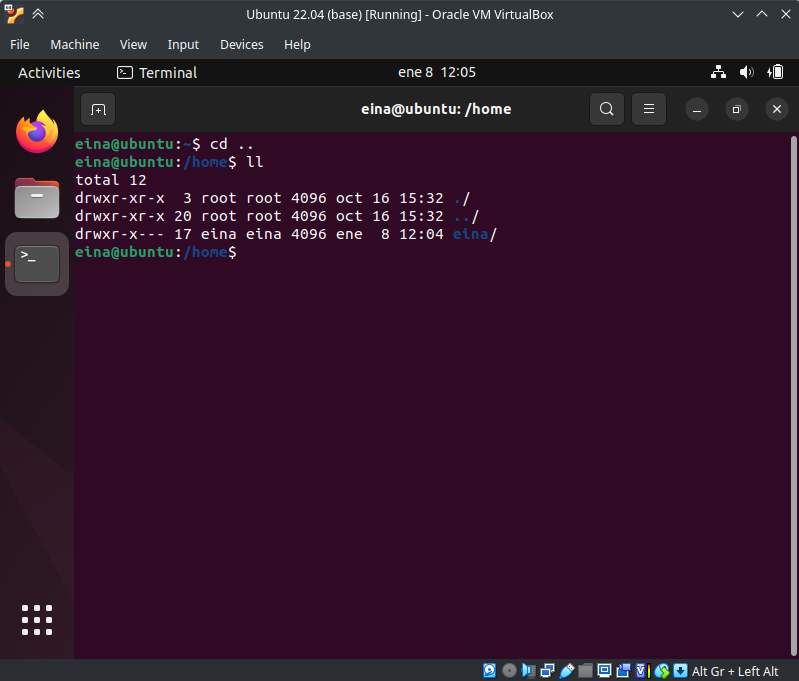 Ubuntu 22.04 (base) [Running] - Oracle VM VirtualBox
File Machine View Input Devices Help
Activities Terminal ene 8 12:05
eina@ubuntu: /home
eina@ubuntu:~$ cd ..
eina@ubuntu:/home$ ll
total 12
drwxr-xr-x  3 root root 4096 oct 16 15:32 ./
drwxr-xr-x 20 root root 4096 oct 16 15:32 ../
drwxr-x--- 17 eina eina 4096 ene  8 12:04 eina/
eina@ubuntu:/home$
Alt Gr + Left Alt